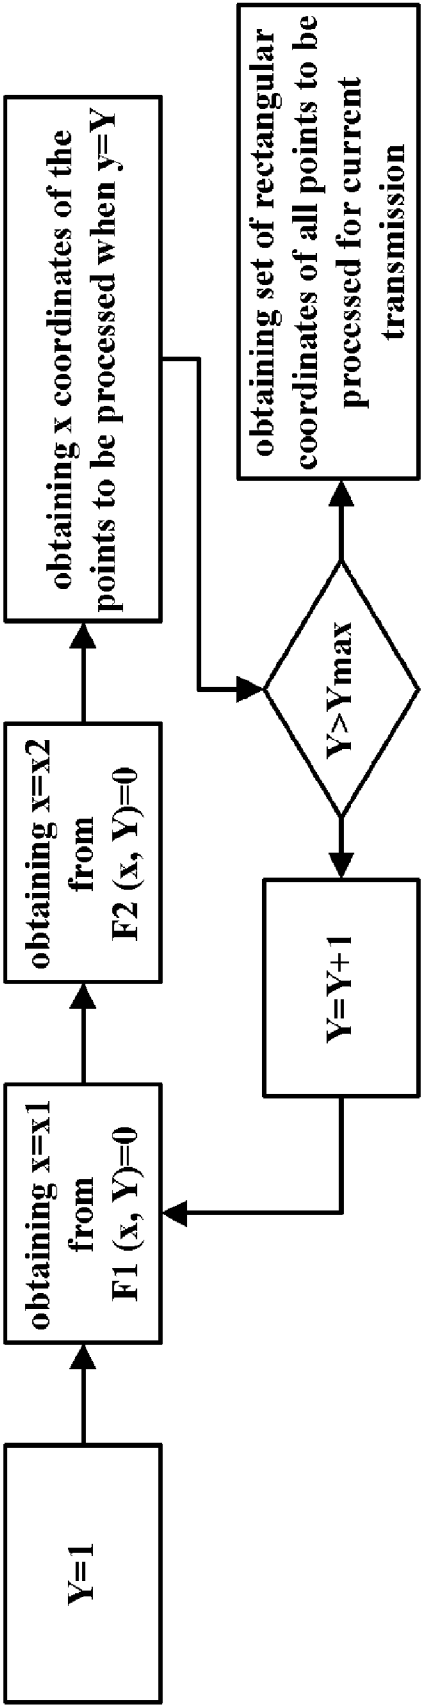 Y=1
obtaining x=x1
from
F1 (x, Y)=0
obtaining x=x2
from
F2 (x, Y)=0
obtaining x coordinates of the
points to be processed when y=Y
Y=Y+1
Y>Ymax
obtaining set of rectangular
coordinates of all points to be
processed for current
transmission